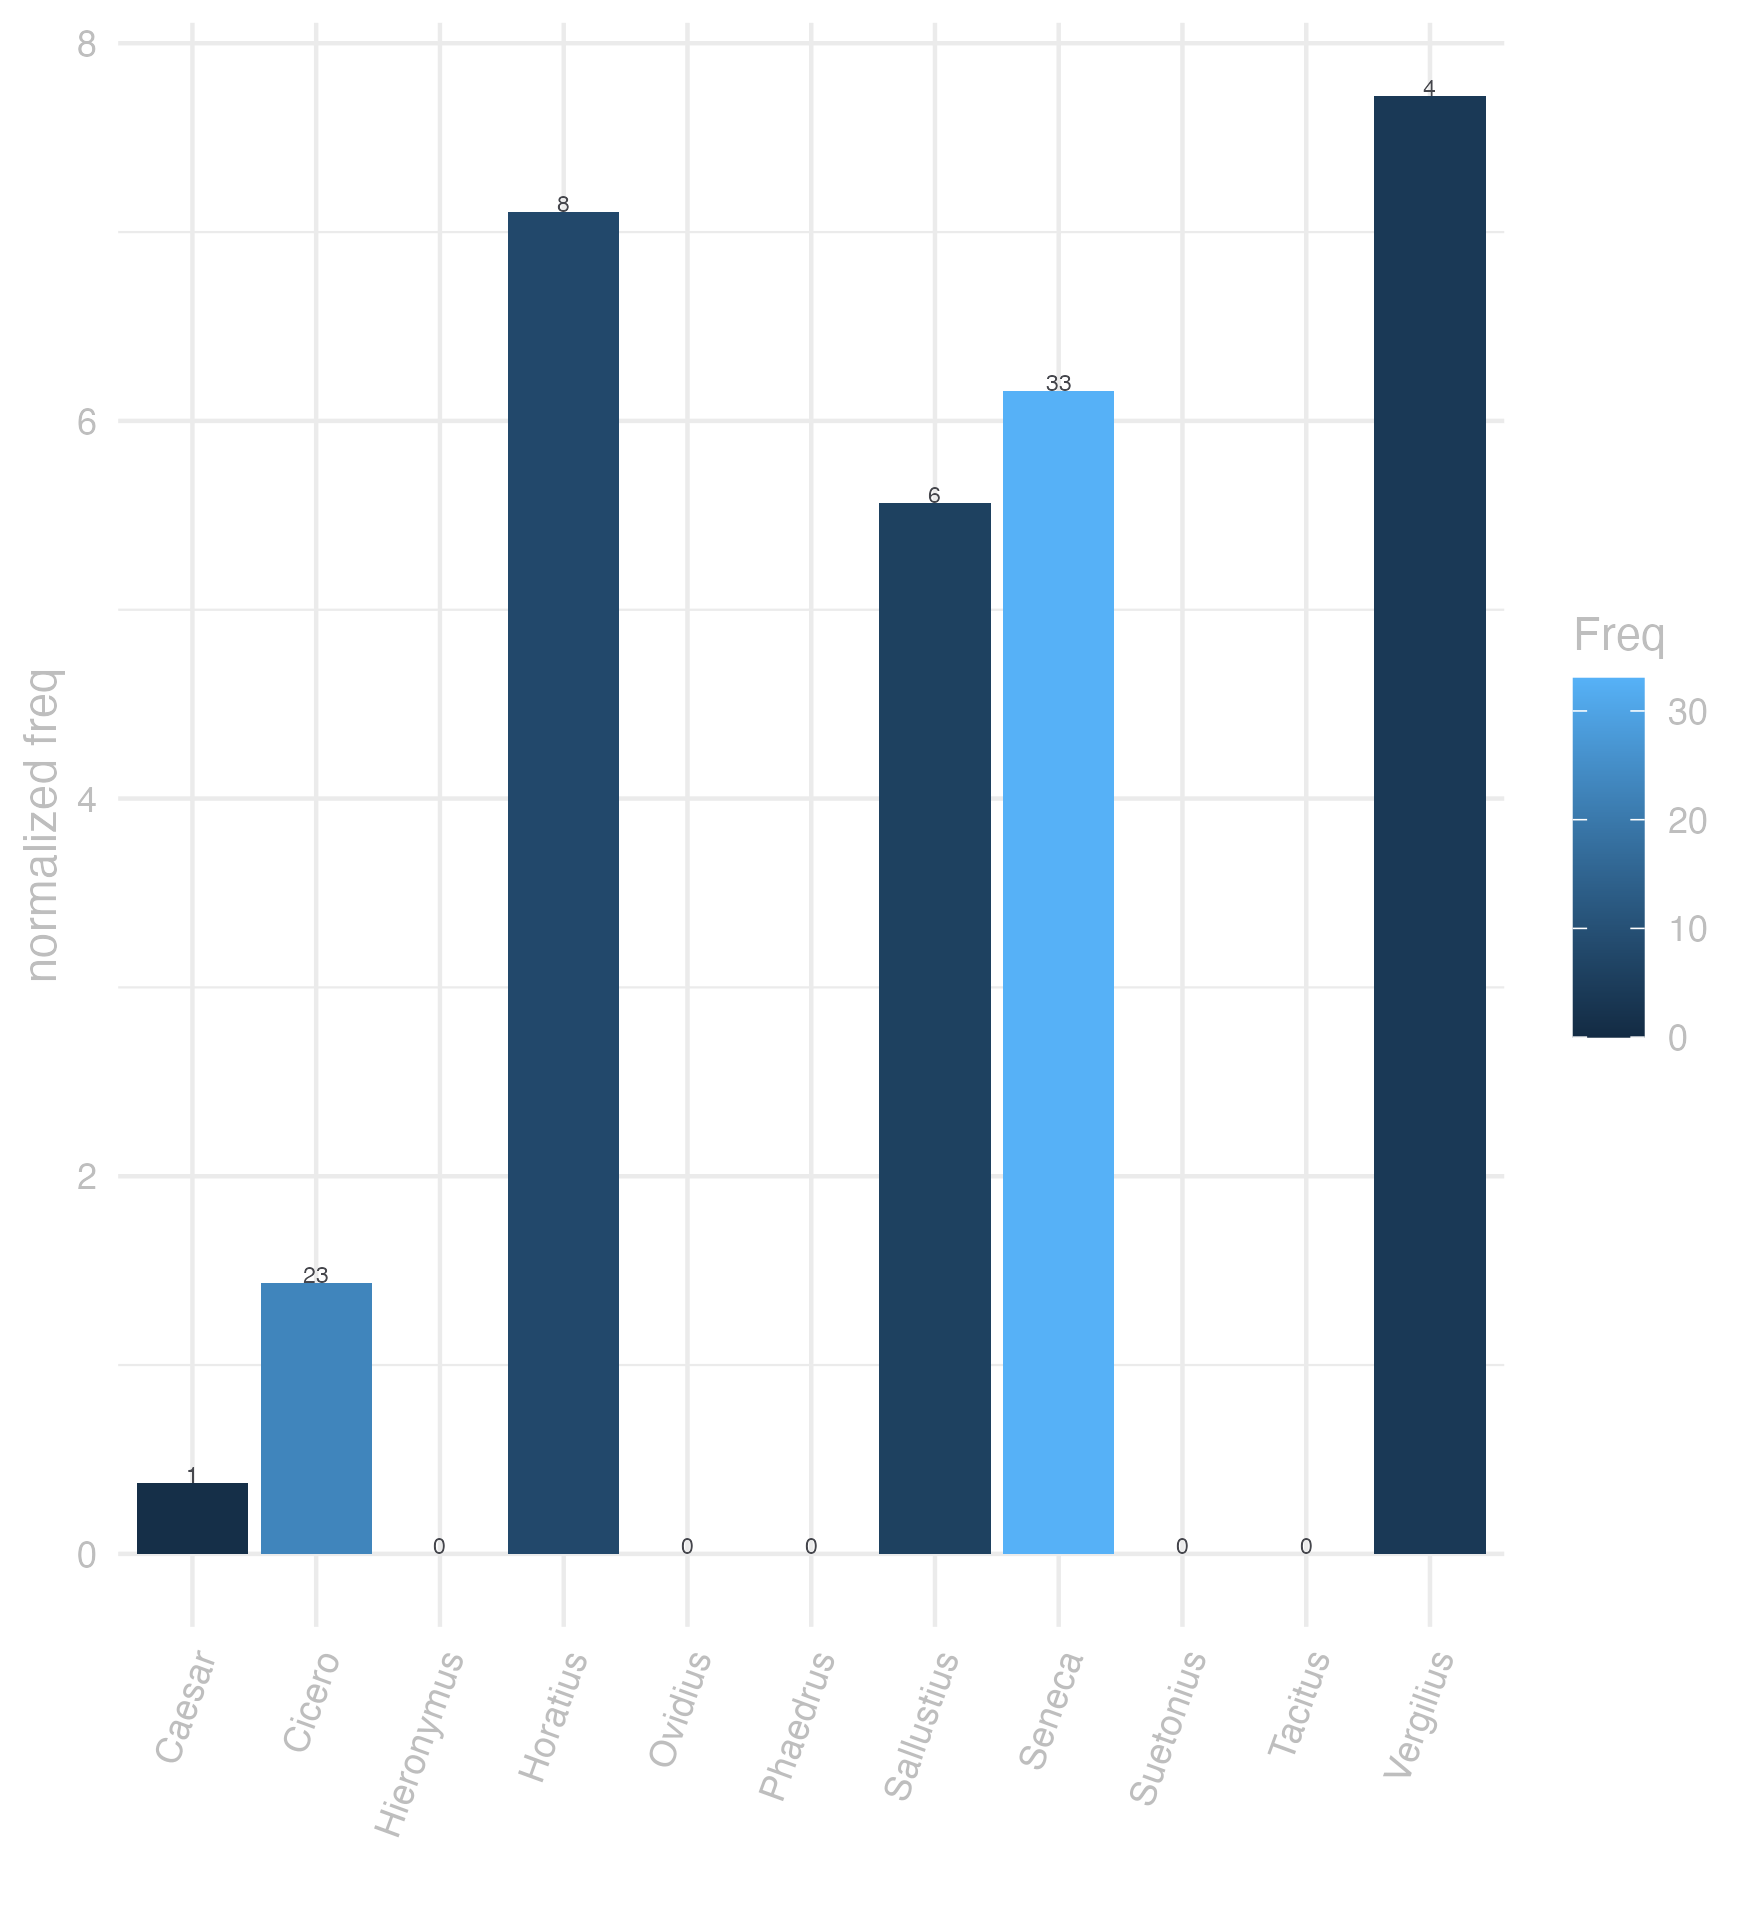 8
6
4
2
0
normalized freq
1
23
0
8
0
0
6
33
0
0
4
Caesar
Cicero
Hieronymus
Horatius
Ovidius
Phaedrus
Sallustius
Seneca
Suetonius
Tacitus
Vergilius
Freq
30
20
10
0